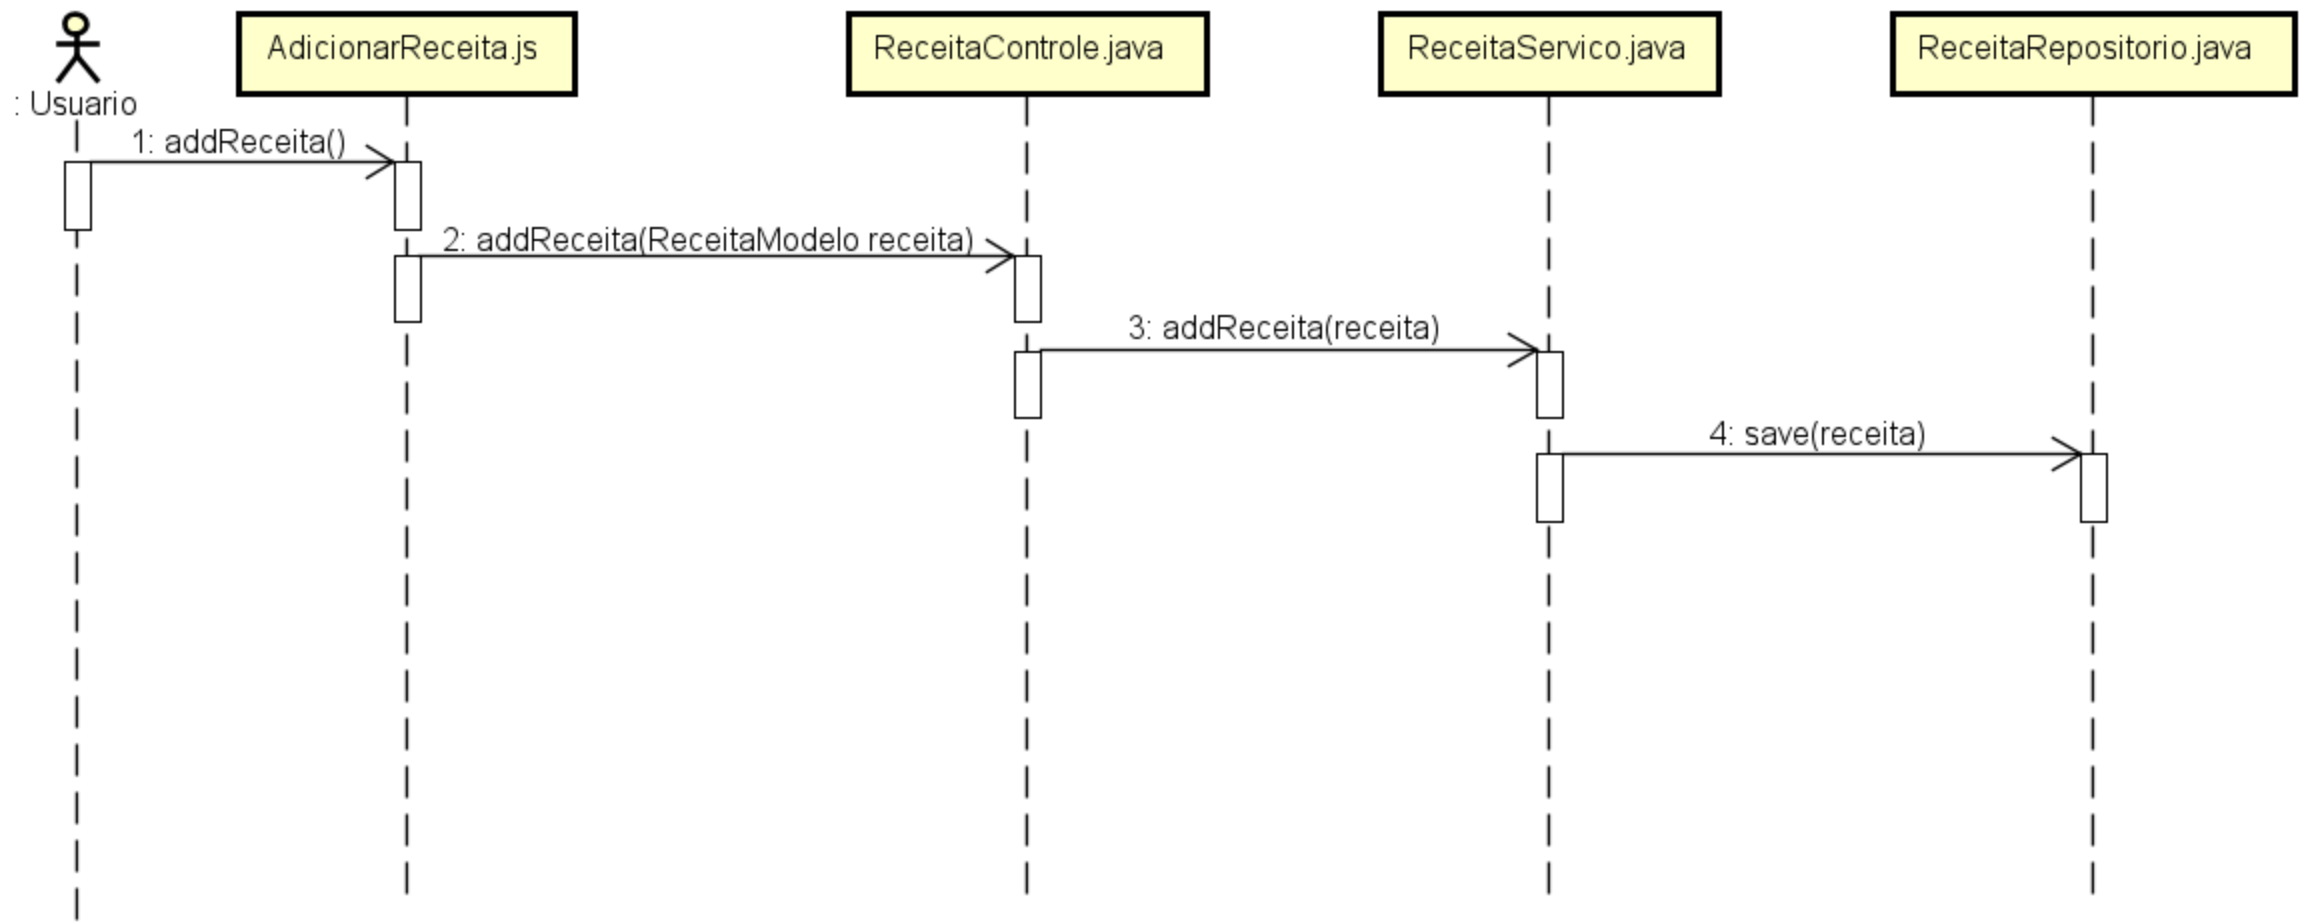 AdicionarReceita.js
ReceitaControle.java
ReceitaServico.java
ReceitaRepositorio.java
: Usuario
1: addReceita()
2: addReceita(ReceitaModelo receita)
3: addReceita(receita)
4: save(receita)